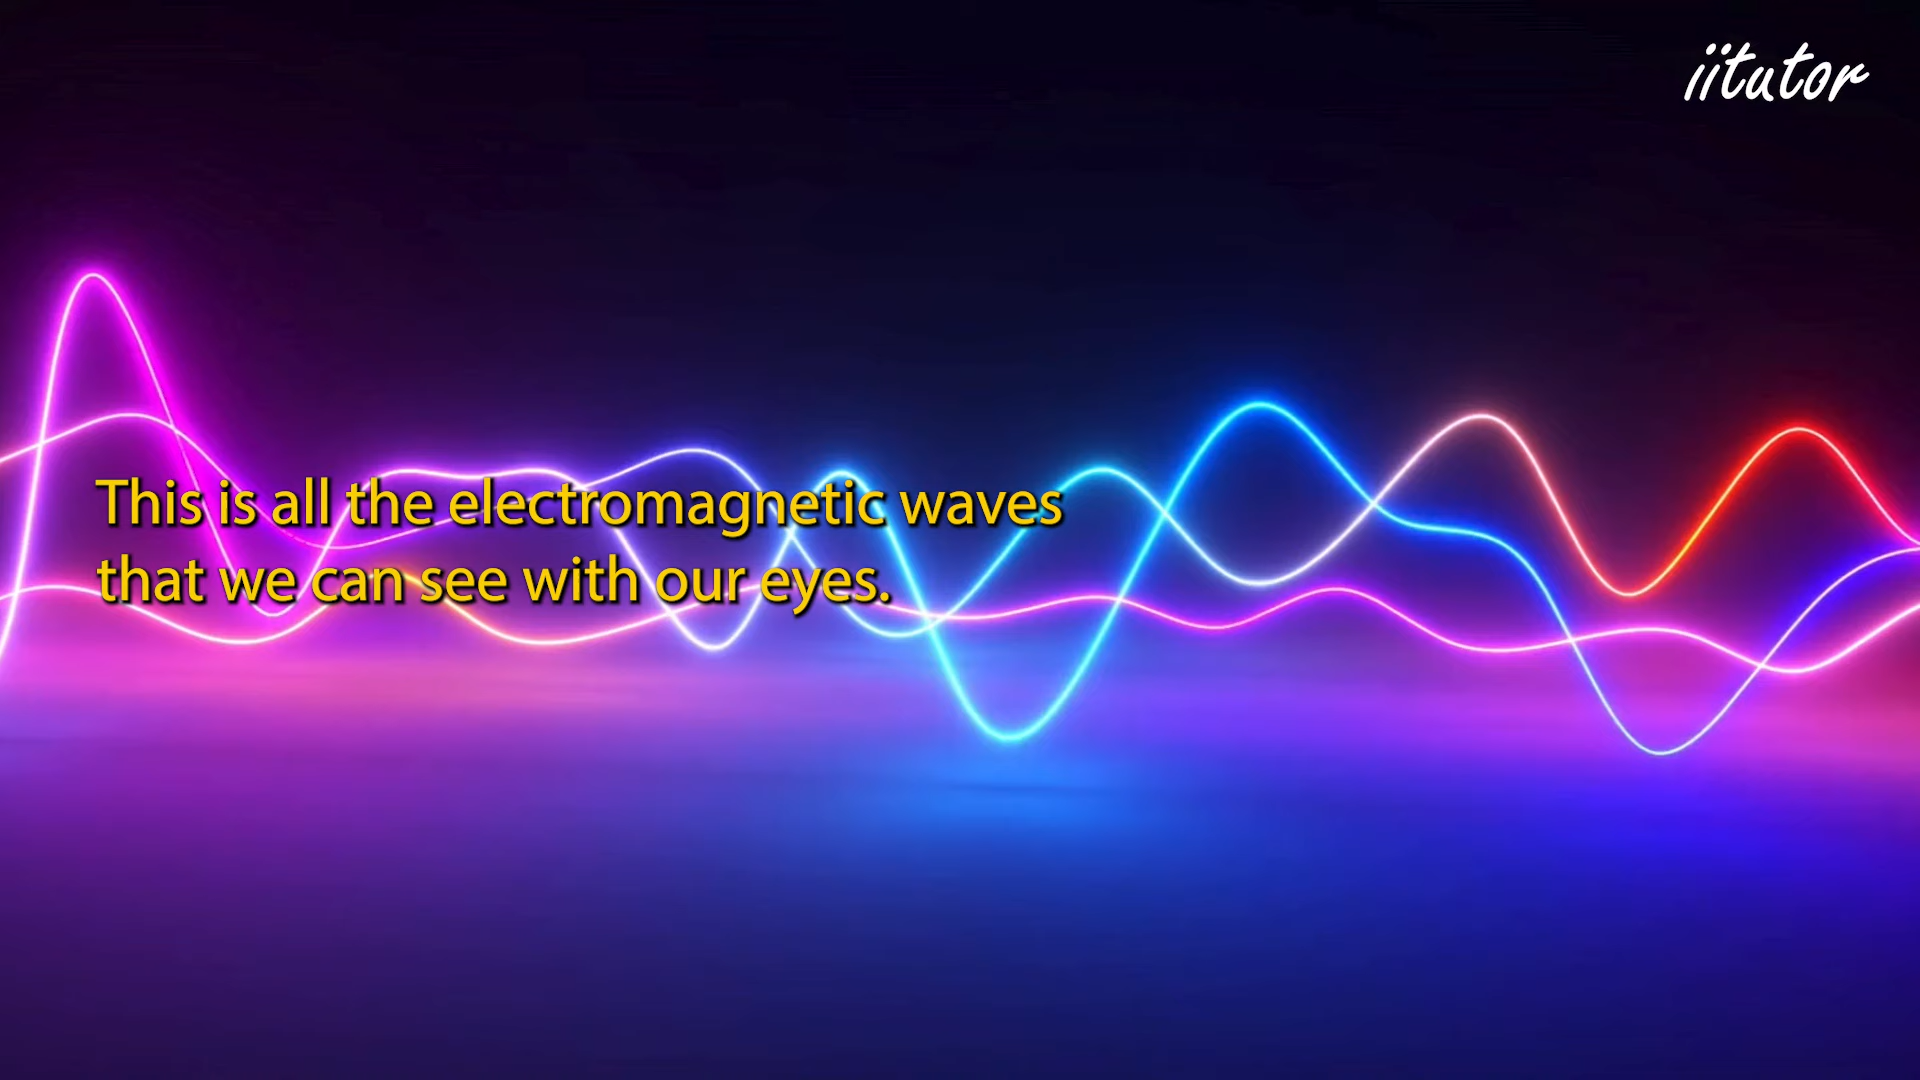 iitutor
This is all the electromagnetic waves
that we can see with our eyes.